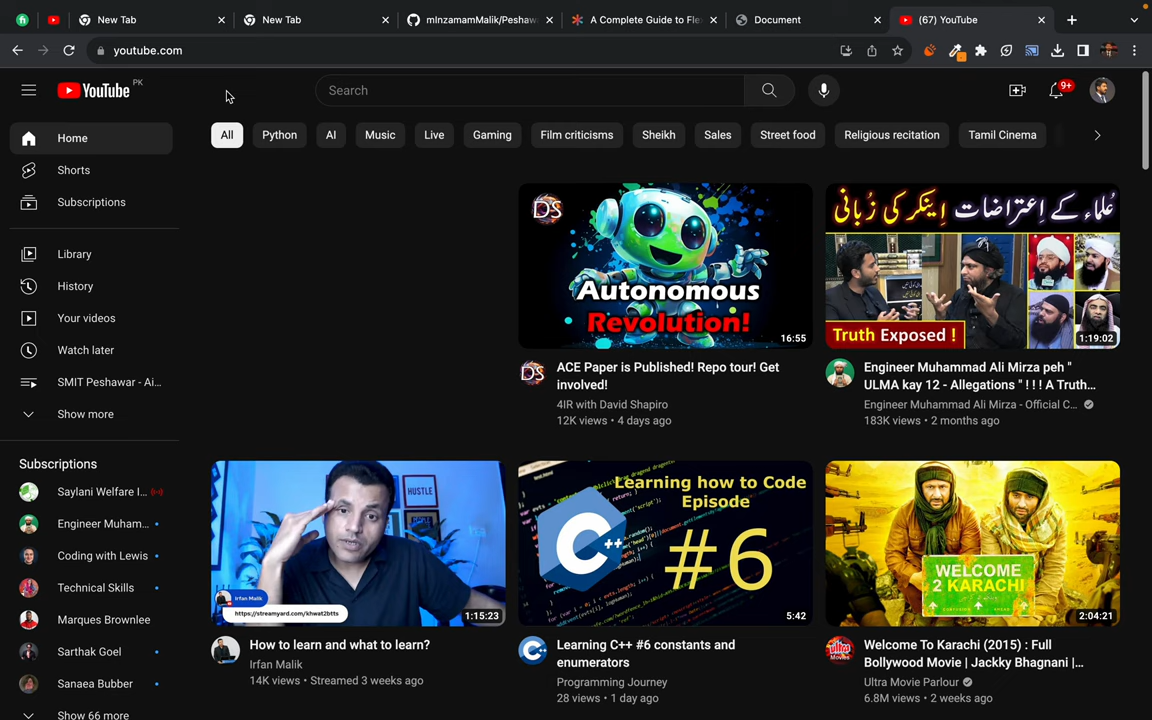 New Tab
New Tab
mInzamamMalik/Peshaw
A Complete Guide to Fle
Document
(67) YouTube
youtube.com
YouTube PK
Search
9+
All
Python
AI
Music
Live
Gaming
Film criticisms
Sheikh
Sales
Street food
Religious recitation
Tamil Cinema
Home
Shorts
Subscriptions
Library
History
Your videos
Watch later
SMIT Peshawar - Ai...
Show more
Subscriptions
Saylani Welfare I...
Engineer Muham...
Coding with Lewis
Technical Skills
Marques Brownlee
Sarthak Goel
Sanaea Bubber
Show 66 more
DS
Autonomous
Revolution!
16:55
DS
ACE Paper is Published! Repo tour! Get
involved!
4IR with David Shapiro
12K views • 4 days ago
عُلماء کے اِعتراضات اینکر کی زُبانی
Truth Exposed !
1:19:02
Engineer Muhammad Ali Mirza peh "
ULMA kay 12 - Allegations " ! ! ! A Truth...
Engineer Muhammad Ali Mirza - Official C...
183K views • 2 months ago
HUSTLE
Irfan Malik
https://streamyard.com/khwat2btts
1:15:23
How to learn and what to learn?
Irfan Malik
14K views • Streamed 3 weeks ago
Learning how to Code
Episode
C++
#6
5:42
Learning C++ #6 constants and
enumerators
Programming Journey
28 views • 1 day ago
WELCOME
2 KARACHI
2:04:21
Welcome To Karachi (2015) : Full
Bollywood Movie | Jackky Bhagnani |...
Ultra Movie Parlour
6.8M views • 2 weeks ago